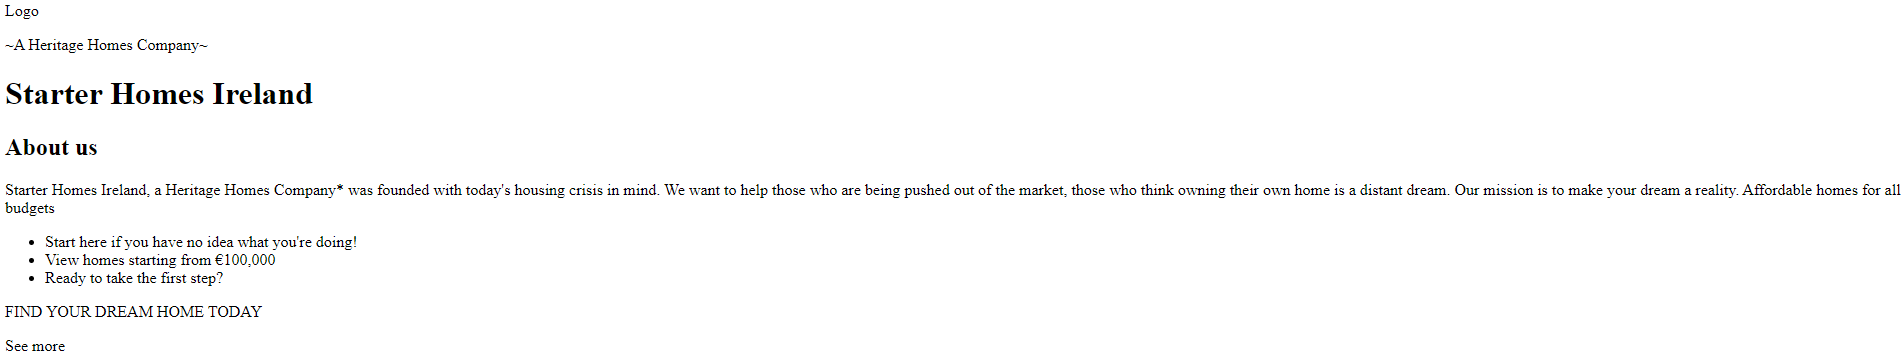 Logo
~A Heritage Homes Company~
Starter Homes Ireland
About us
Starter Homes Ireland, a Heritage Homes Company* was founded with today's housing crisis in mind. We want to help those who are being pushed out of the market, those who think owning their own home is a distant dream. Our mission is to make your dream a reality. Affordable homes for all
budgets
• Start here if you have no idea what you're doing!
• View homes starting from €100,000
• Ready to take the first step?
FIND YOUR DREAM HOME TODAY
See more